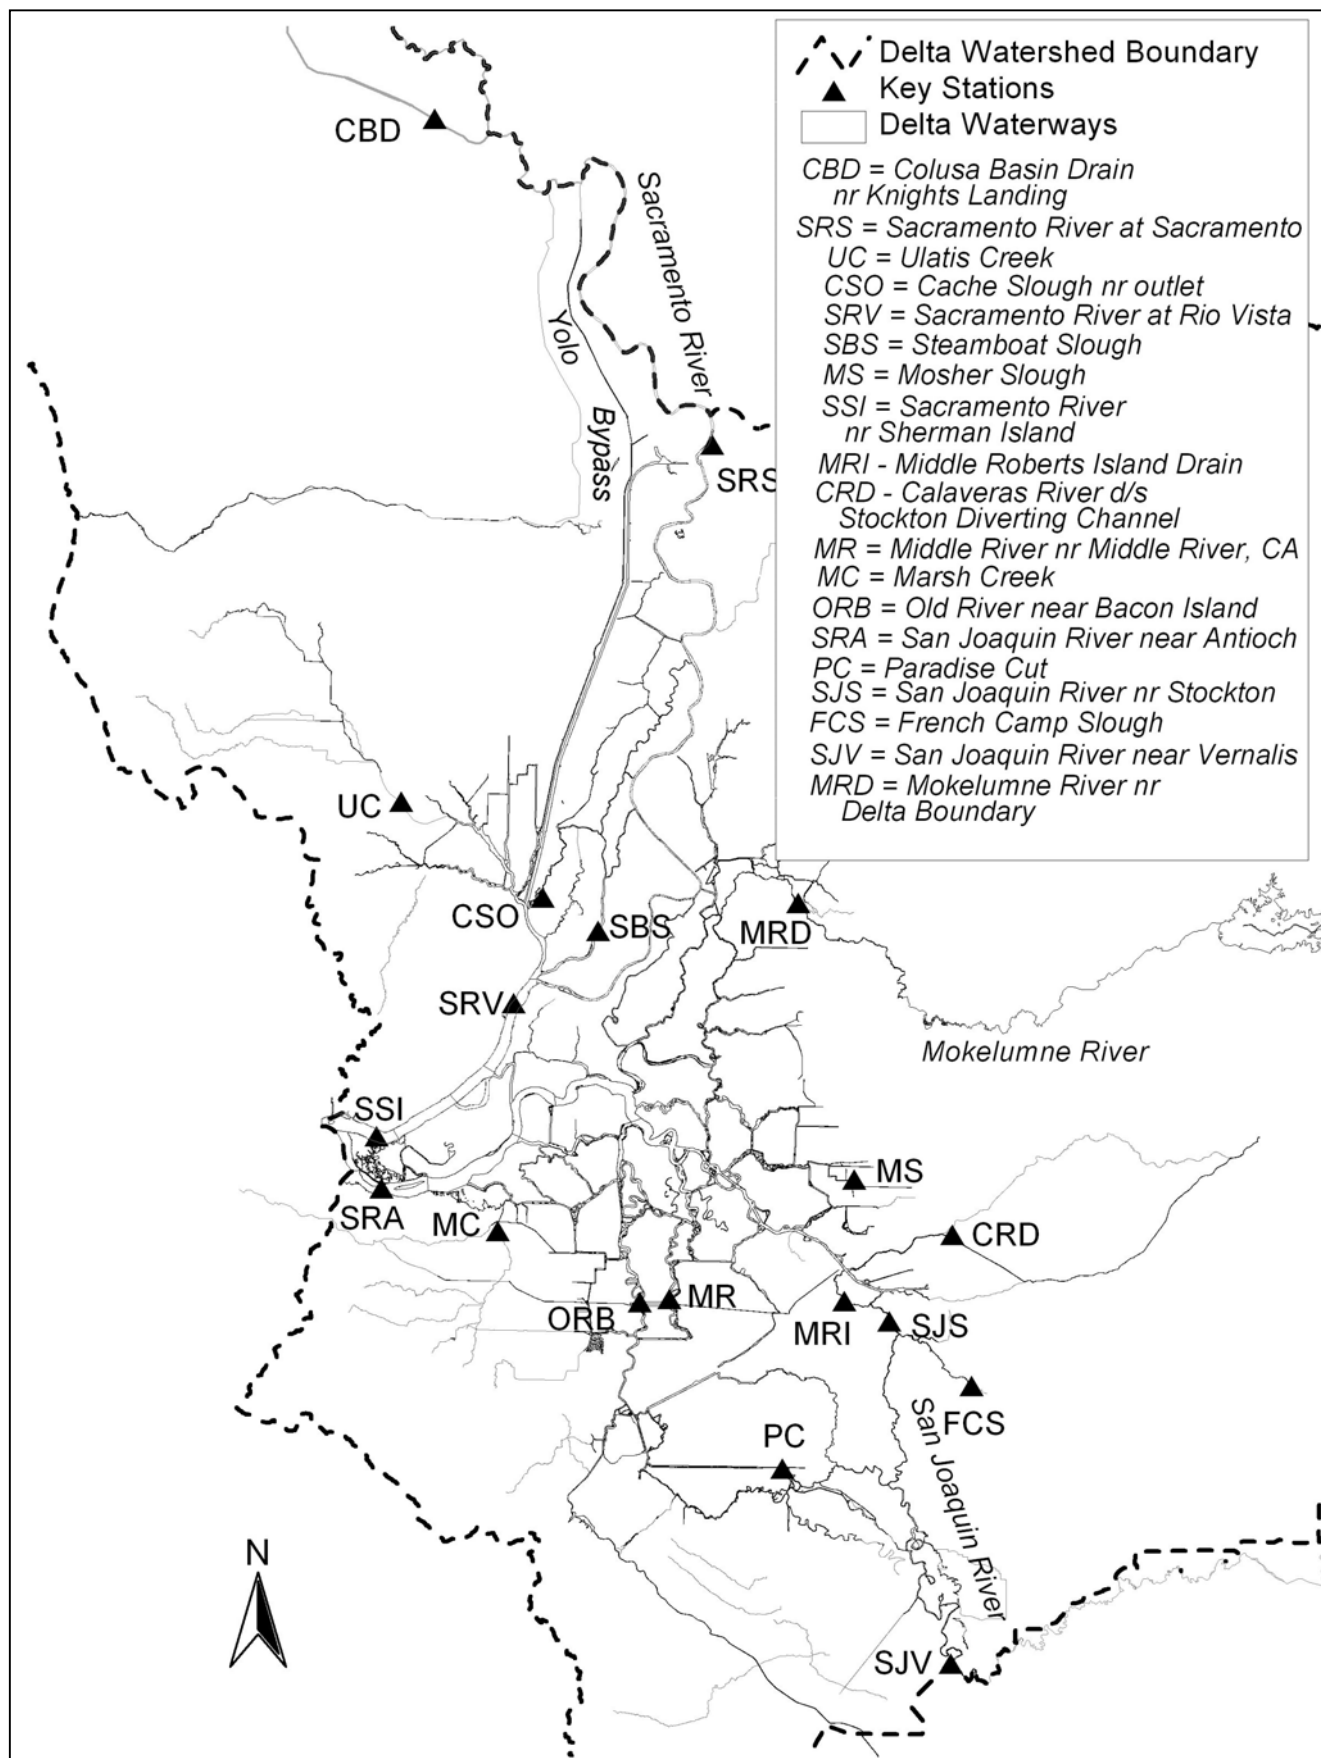 Delta Watershed Boundary
Key Stations
Delta Waterways
CBD = Colusa Basin Drain
nr Knights Landing
SRS = Sacramento River at Sacramento
UC = Ulatis Creek
CSO = Cache Slough nr outlet
SRV = Sacramento River at Rio Vista
SBS = Steamboat Slough
MS = Mosher Slough
SSI = Sacramento River
nr Sherman Island
MRI - Middle Roberts Island Drain
CRD - Calaveras River d/s
Stockton Diverting Channel
MR = Middle River nr Middle River, CA
MC = Marsh Creek
ORB = Old River near Bacon Island
SRA = San Joaquin River near Antioch
PC = Paradise Cut
SJS = San Joaquin River nr Stockton
FCS = French Camp Slough
SJV = San Joaquin River near Vernalis
MRD = Mokelumne River nr
Delta Boundary
CBD
Sacramento River
Yolo
Bypass
SRS
UC
CSO
SBS
MRD
SRV
Mokelumne River
SSI
MS
SRA
MC
CRD
ORB
MR
MRI
SJS
FCS
PC
San Joaquin River
N
SJV